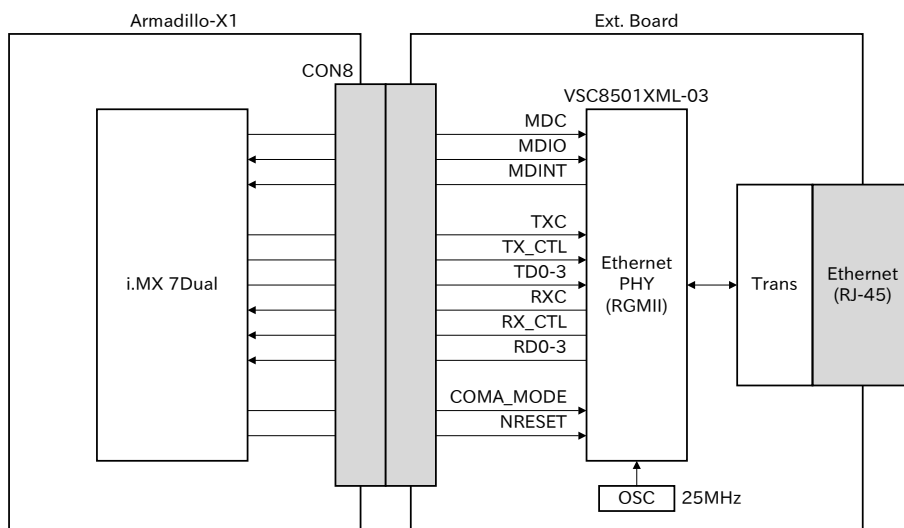 Armadillo-X1
Ext. Board
CON8
VSC8501XML-03
MDC
MDIO
MDINT
TXC
TX_CTL
TD0-3
RXC
RX_CTL
RD0-3
COMA_MODE
NRESET
i.MX 7Dual
Ethernet
PHY
(RGMII)
Trans
Ethernet
(RJ-45)
OSC
25MHz